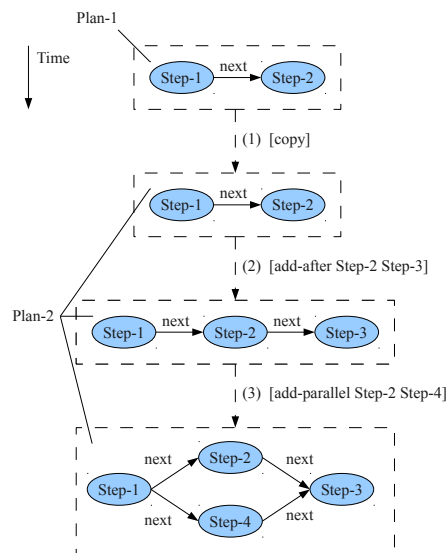 Plan-1
Time
next
Step-1 Step-2
(1) [copy]
next
Step-1 Step-2
(2) [add-after Step-2 Step-3]
Plan-2
next next
Step-1 Step-2 Step-3
(3) [add-parallel Step-2 Step-4]
next Step-2 next
Step-1 Step-3
next Step-4 next